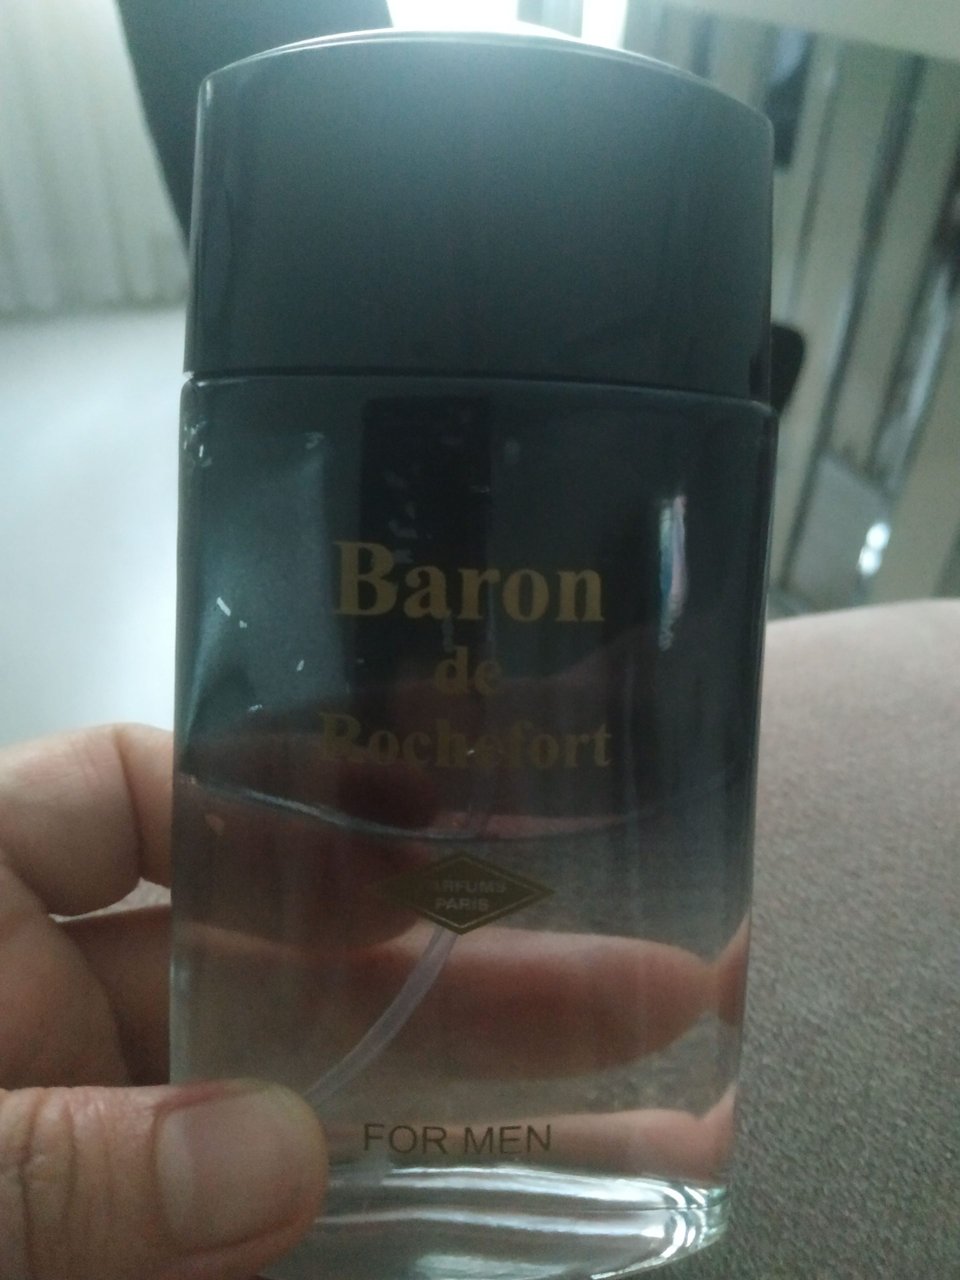 Baron
de
Rochefort
PARFUMS
PARIS
FOR MEN